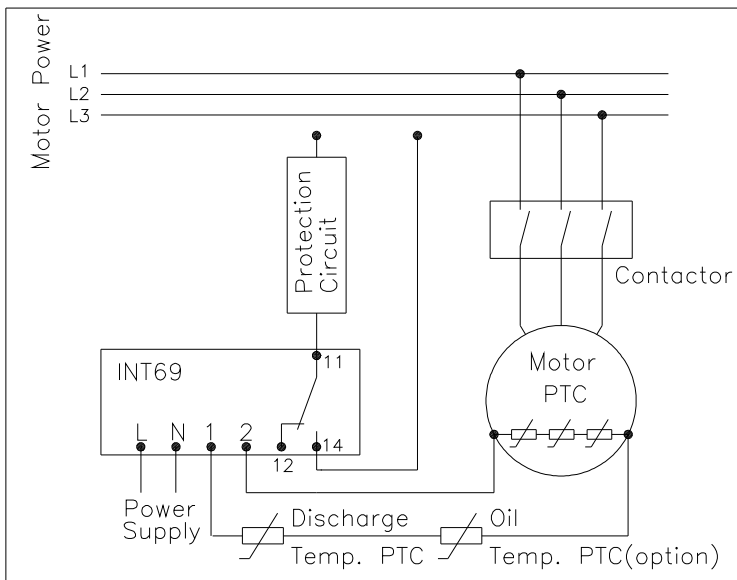 Motor Power
L1
L2
L3
Protection
Circuit
Contactor
INT69
11
Motor
PTC
L N 1 2
12
14
Power
Supply
Discharge
Temp. PTC
Oil
Temp. PTC(option)